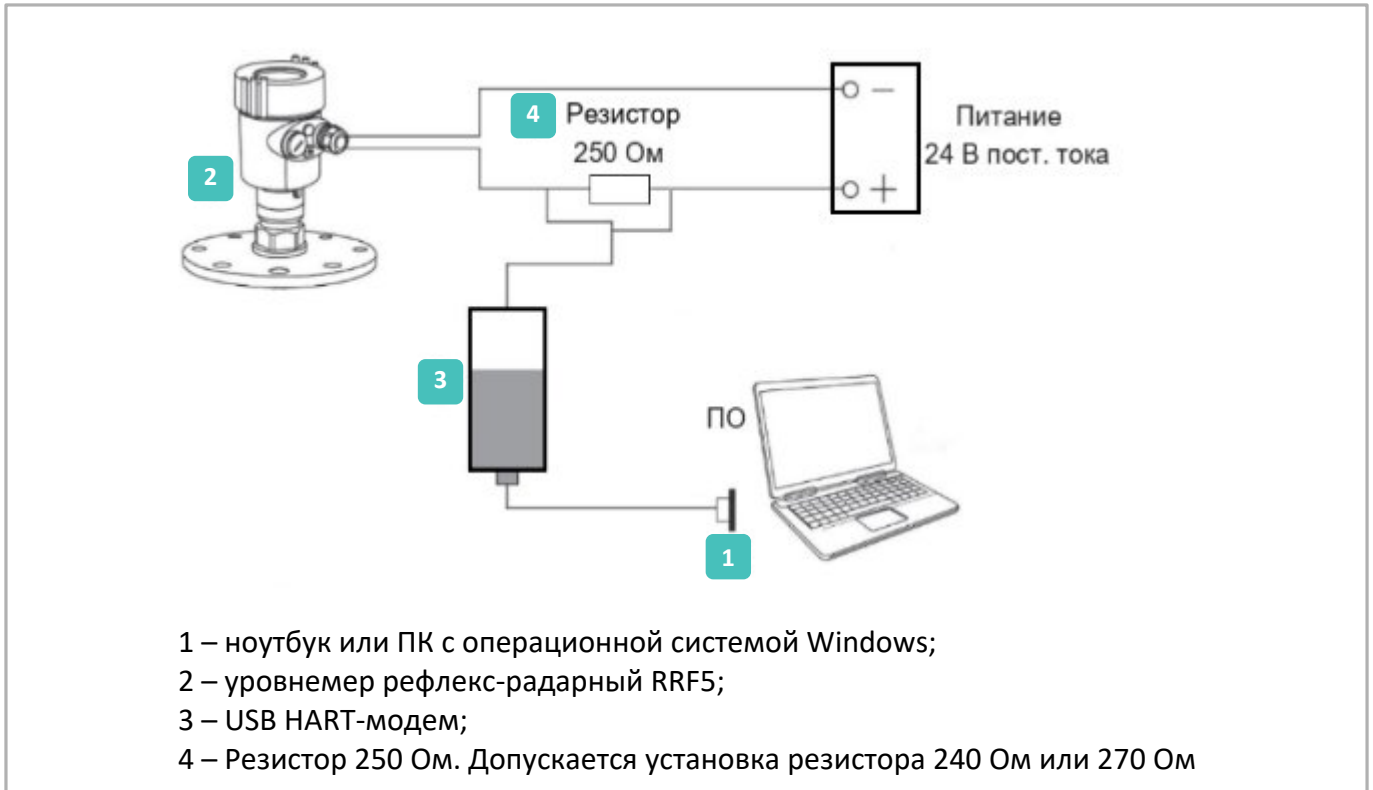 4
Резистор
250 Ом
−
+
Питание
24 В пост. тока
2
3
ПО
1
1 – ноутбук или ПК с операционной системой Windows;
2 – уровнемер рефлекс-радарный RRF5;
3 – USB HART-модем;
4 – Резистор 250 Ом. Допускается установка резистора 240 Ом или 270 Ом